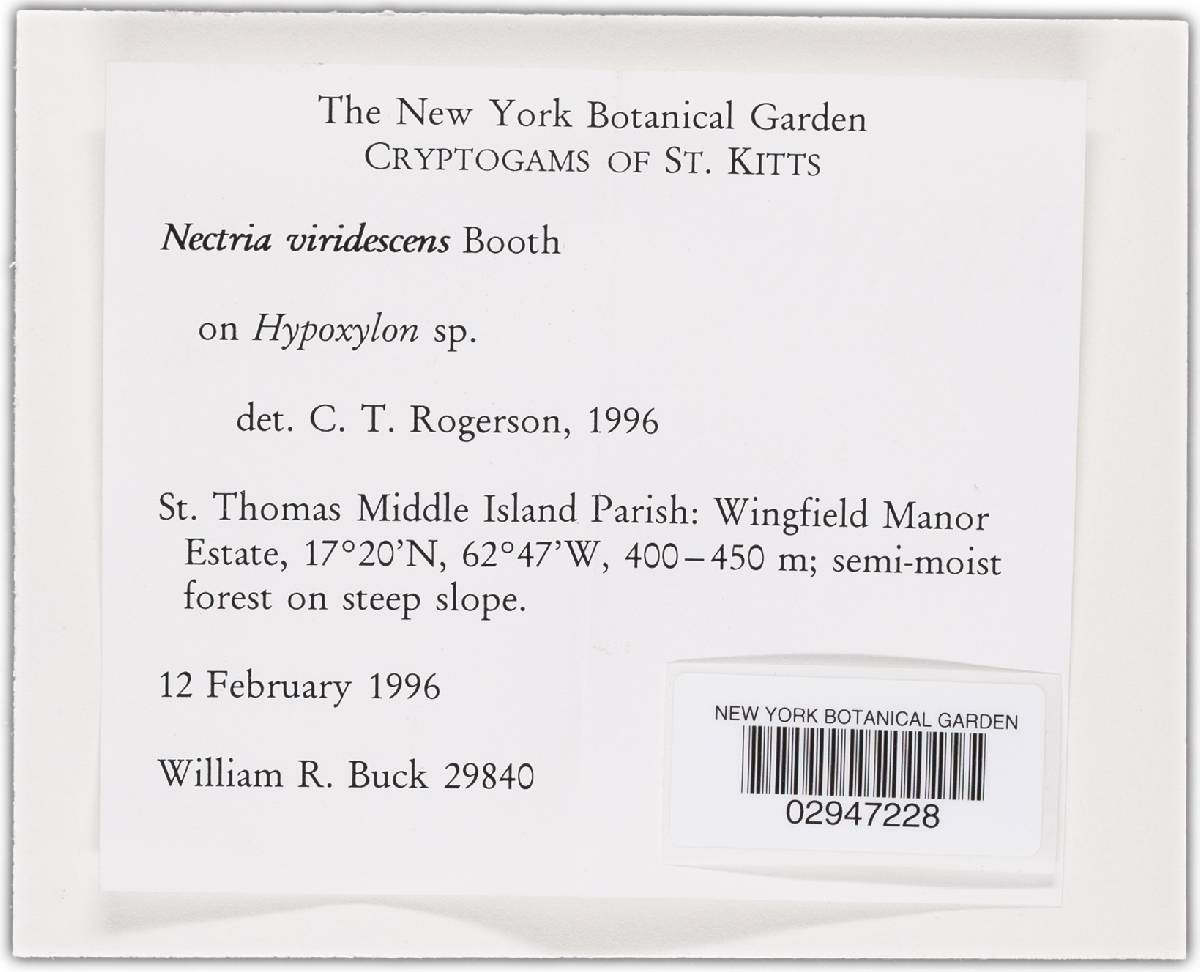 The New York Botanical Garden
CRYPTOGAMS OF ST. KITTS
Nectria viridescens Booth
on Hypoxylon sp.
det. C. T. Rogerson, 1996
St. Thomas Middle Island Parish: Wingfield Manor
Estate, 17°20’N, 62°47’W, 400–450 m; semi-moist
forest on steep slope.
12 February 1996
William R. Buck 29840
NEW YORK BOTANICAL GARDEN
02947228